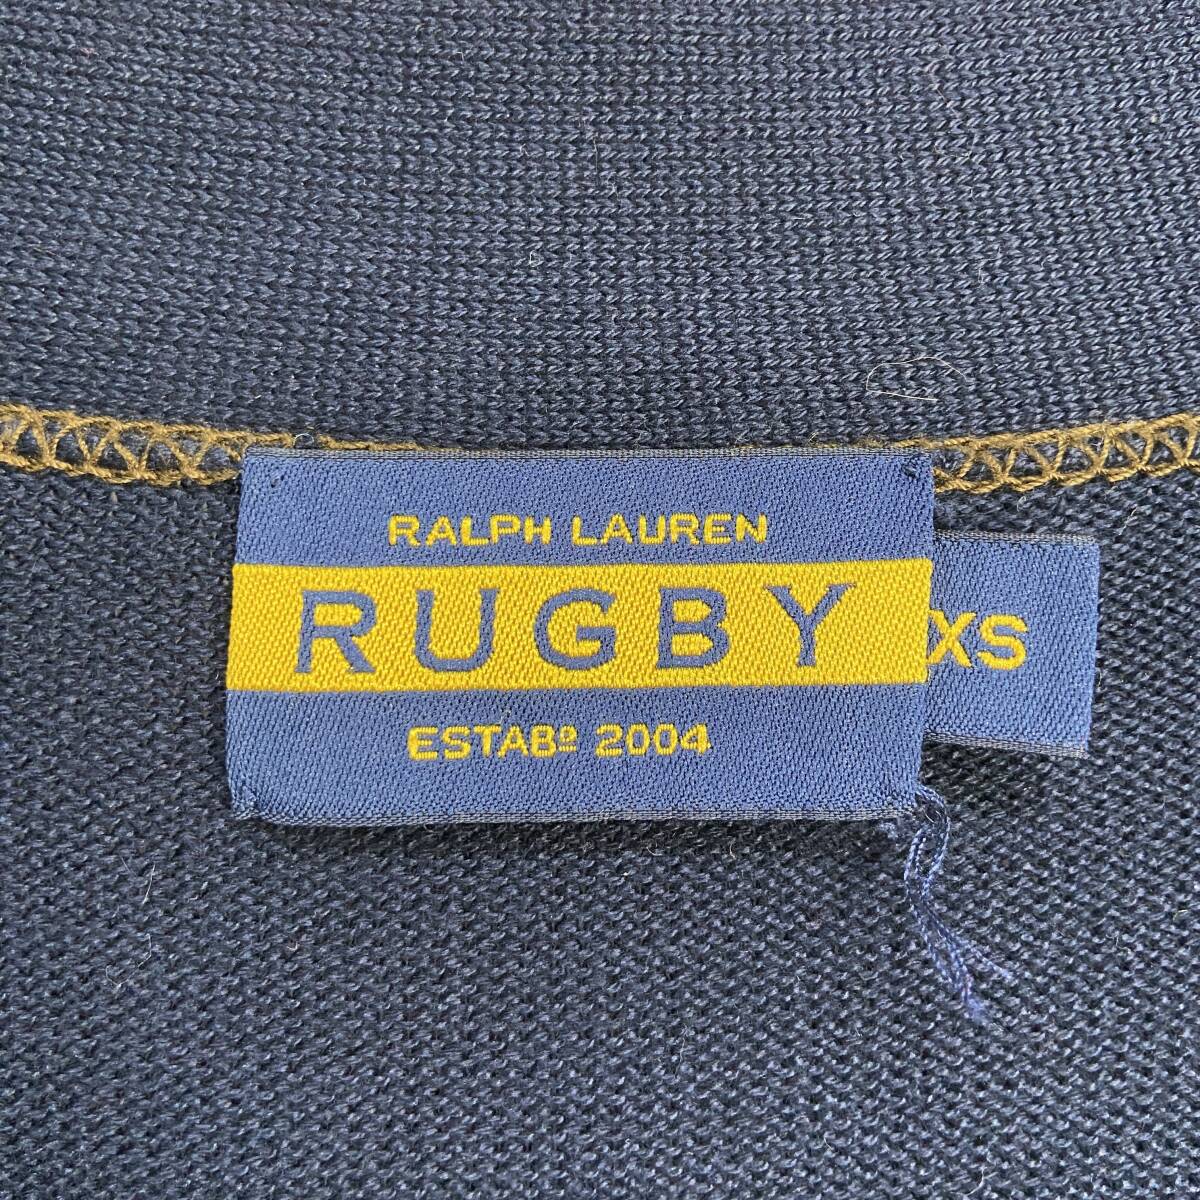 RALPH LAUREN
RUGBY
XS
ESTABº 2004